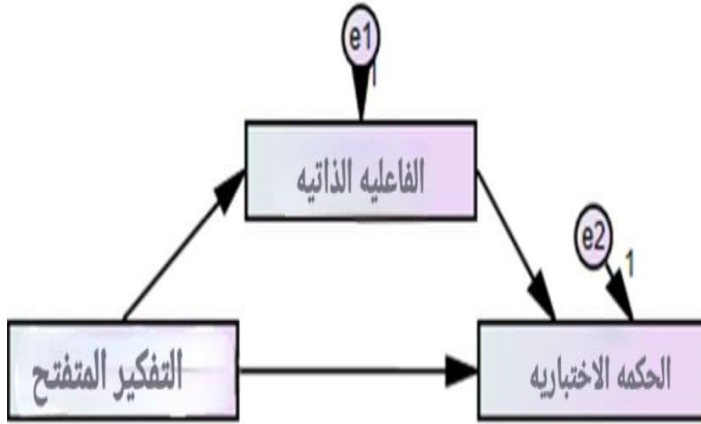 e1
1
الفاعليه الذاتيه
e2
1
التفكير المتفتح
الحكمه الاختباريه